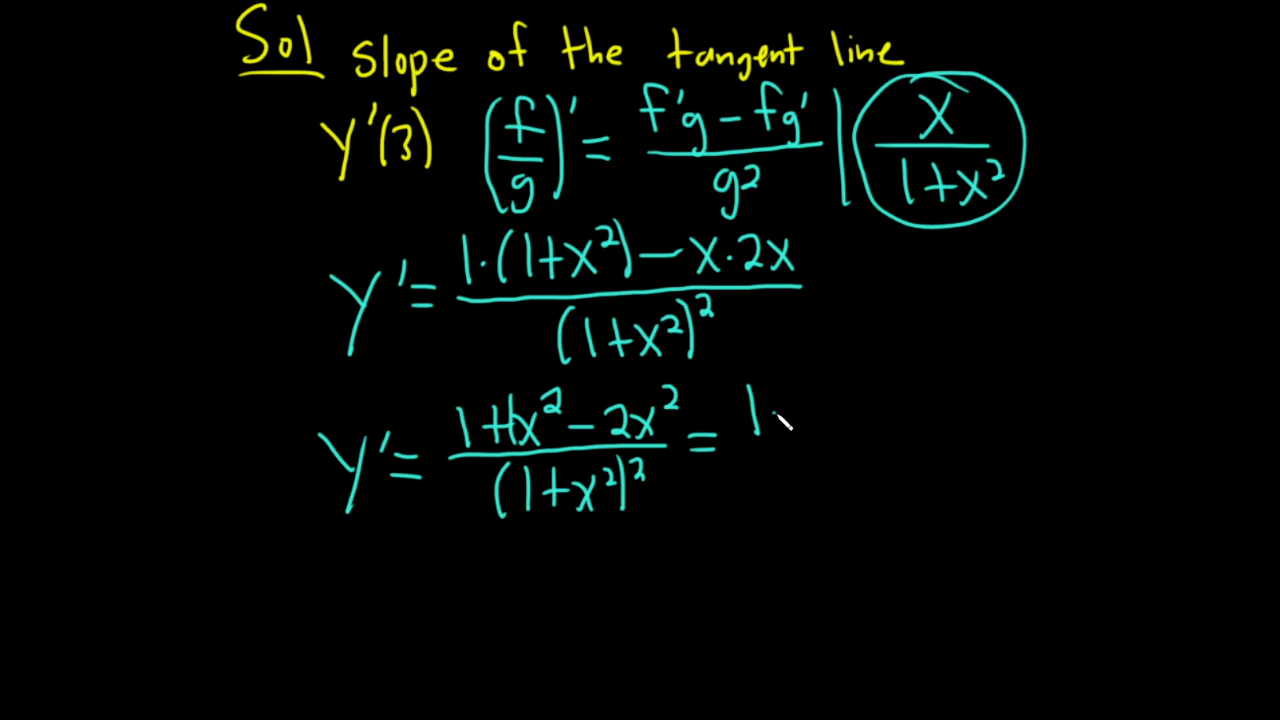 Sol slope of the tangent line
Y'(3) (f/g)' = (f'g - fg')/g² | x/(1+x²)
Y' = (1·(1+x²) - x·2x)/(1+x²)²
Y' = (1+1x² - 2x²)/(1+x²)² = 1